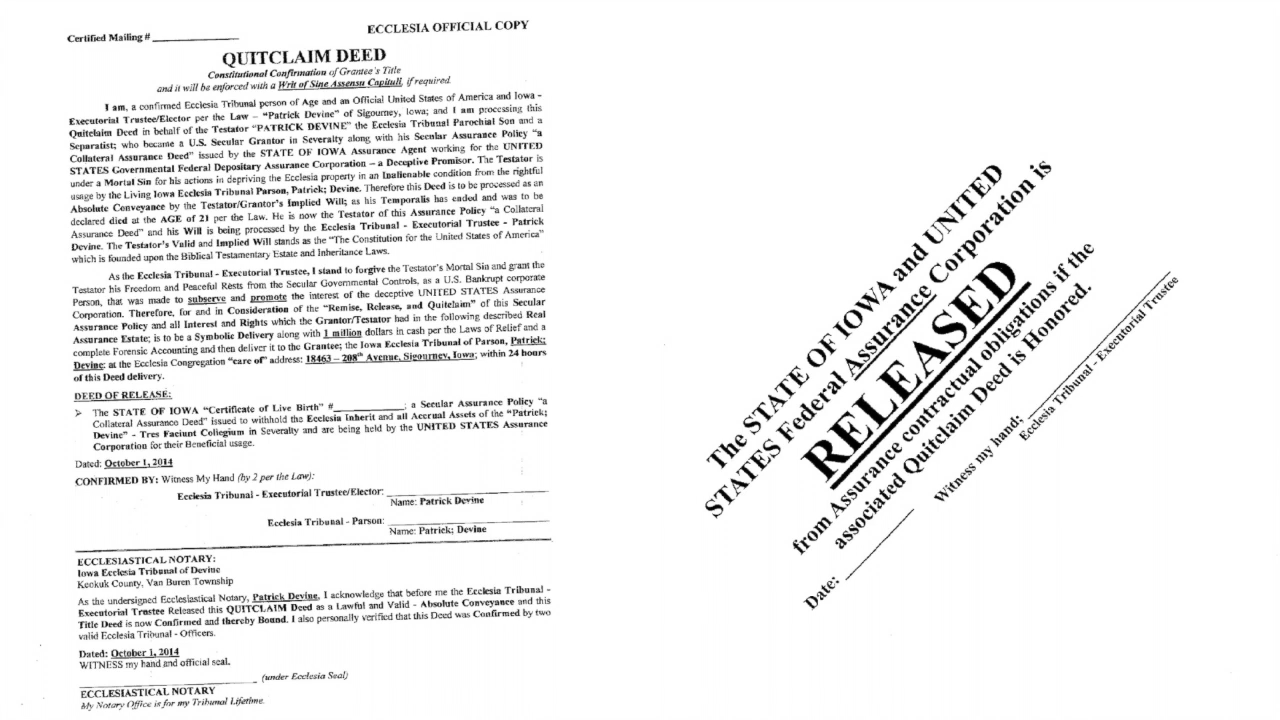 Certified Mailing # ____________
ECCLESIA OFFICIAL COPY
QUITCLAIM DEED
Constitutional Confirmation of Grantee's Title
and it will be enforced with a Writ of Sine Assensu Capituli, if required.
I am, a confirmed Ecclesia Tribunal person of Age and an Official United States of America and Iowa -
Executorial Trustee/Elector per the Law – "Patrick Devine" of Sigourney, Iowa; and I am processing this
Quitclaim Deed in behalf of the Testator "PATRICK DEVINE" the Ecclesia Tribunal Parochial Son and a
Separatist; who became a U.S. Secular Grantor in Severalty along with his Secular Assurance Policy "a
Collateral Assurance Deed" issued by the STATE OF IOWA Assurance Agent working for the UNITED
STATES Governmental Federal Depositary Assurance Corporation – a Deceptive Promisor. The Testator is
under a Mortal Sin for his actions in depriving the Ecclesia property in an Inalienable condition from the rightful
usage by the Living Iowa Ecclesia Tribunal Parson, Patrick; Devine. Therefore this Deed is to be processed as an
Absolute Conveyance by the Testator/Grantor's Implied Will; as his Temporalis has ended and was to be
declared died at the AGE of 21 per the Law. He is now the Testator of this Assurance Policy "a Collateral
Assurance Deed" and his Will is being processed by the Ecclesia Tribunal - Executorial Trustee - Patrick
Devine. The Testator's Valid and Implied Will stands as the "The Constitution for the United States of America"
which is founded upon the Biblical Testamentary Estate and Inheritance Laws.
As the Ecclesia Tribunal - Executorial Trustee, I stand to forgive the Testator's Mortal Sin and grant the
Testator his Freedom and Peaceful Rests from the Secular Governmental Controls, as a U.S. Bankrupt corporate
Person, that was made to subserve and promote the interest of the deceptive UNITED STATES Assurance
Corporation. Therefore, for and in Consideration of the "Remise, Release, and Quitclaim" of this Secular
Assurance Policy and all Interest and Rights which the Grantor/Testator had in the following described Real
Assurance Estate; is to be a Symbolic Delivery along with 1 million dollars in cash per the Laws of Relief and a
complete Forensic Accounting and then deliver it to the Grantee; the Iowa Ecclesia Tribunal of Parson, Patrick;
Devine; at the Ecclesia Congregation "care of" address: 18463 – 208th Avenue, Sigourney, Iowa; within 24 hours
of this Deed delivery.
DEED OF RELEASE:
➢ The STATE OF IOWA "Certificate of Live Birth" #__________; a Secular Assurance Policy "a
Collateral Assurance Deed" issued to withhold the Ecclesia Inherit and all Accrual Assets of the "Patrick;
Devine" - Tres Faciunt Collegium in Severalty and are being held by the UNITED STATES Assurance
Corporation for their Beneficial usage.
Dated: October 1, 2014
CONFIRMED BY: Witness My Hand (by 2 per the Law):
Ecclesia Tribunal - Executorial Trustee/Elector: ____________
Name: Patrick Devine
Ecclesia Tribunal - Parson: ____________
Name: Patrick; Devine
ECCLESIASTICAL NOTARY:
Iowa Ecclesia Tribunal of Devine
Keokuk County, Van Buren Township
As the undersigned Ecclesiastical Notary, Patrick Devine, I acknowledge that before me the Ecclesia Tribunal -
Executorial Trustee Released this QUITCLAIM Deed as a Lawful and Valid - Absolute Conveyance and this
Title Deed is now Confirmed and thereby Bound. I also personally verified that this Deed was Confirmed by two
valid Ecclesia Tribunal - Officers.
Dated: October 1, 2014
WITNESS my hand and official seal.
____________ (under Ecclesia Seal)
ECCLESIASTICAL NOTARY
My Notary Office is for my Tribunal Lifetime.
The STATE OF IOWA and UNITED
STATES Federal Assurance Corporation is
RELEASED
from Assurance contractual obligations if the
associated Quitclaim Deed is Honored.
Date: ____________ Witness my hand: ____________
Ecclesia Tribunal - Executorial Trustee